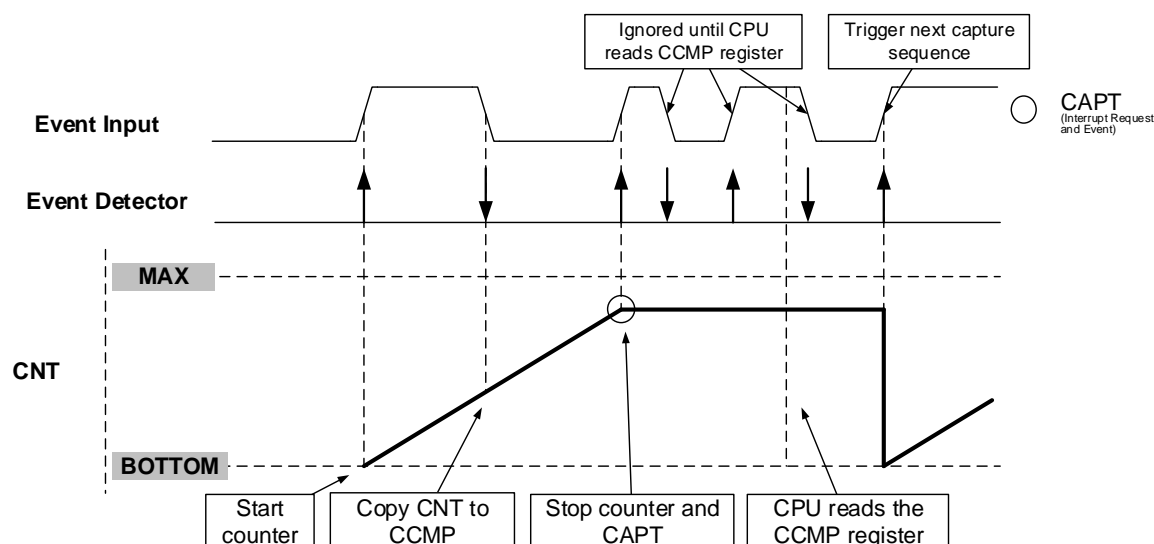 Ignored until CPU
reads CCMP register
Trigger next capture
sequence
Event Input
CAPT
(Interrupt Request
and Event)
Event Detector
MAX
CNT
BOTTOM
Start
counter
Copy CNT to
CCMP
Stop counter and
CAPT
CPU reads the
CCMP register